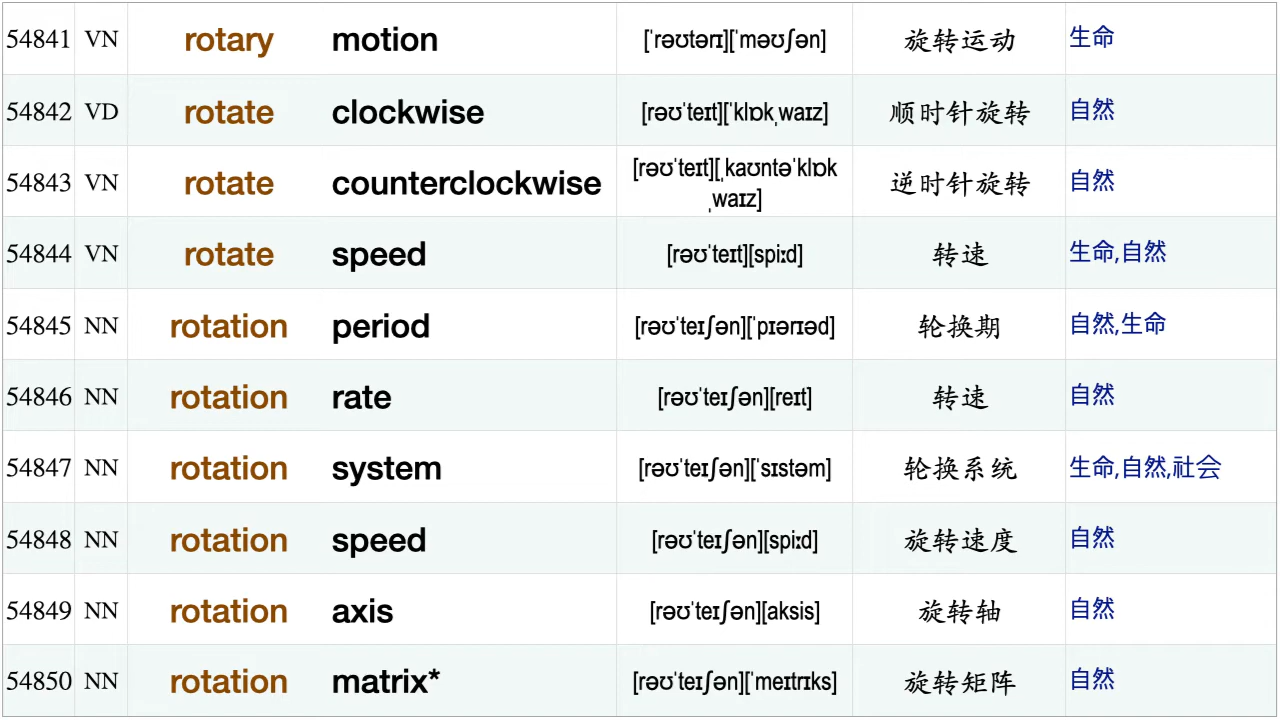 54841 VN rotary motion [ˈrəʊtərɪ][ˈməʊʃən] 旋转运动 生命
54842 VD rotate clockwise [rəʊˈteɪt][ˈklɒkˌwaɪz] 顺时针旋转 自然
54843 VN rotate counterclockwise [rəʊˈteɪt][ˌkaʊntəˈklɒk
ˌwaɪz] 逆时针旋转 自然
54844 VN rotate speed [rəʊˈteɪt][spiːd] 转速 生命,自然
54845 NN rotation period [rəʊˈteɪʃən][ˈpɪərɪəd] 轮换期 自然,生命
54846 NN rotation rate [rəʊˈteɪʃən][reɪt] 转速 自然
54847 NN rotation system [rəʊˈteɪʃən][ˈsɪstəm] 轮换系统 生命,自然,社会
54848 NN rotation speed [rəʊˈteɪʃən][spiːd] 旋转速度 自然
54849 NN rotation axis [rəʊˈteɪʃən][aksis] 旋转轴 自然
54850 NN rotation matrix* [rəʊˈteɪʃən][ˈmeɪtrɪks] 旋转矩阵 自然